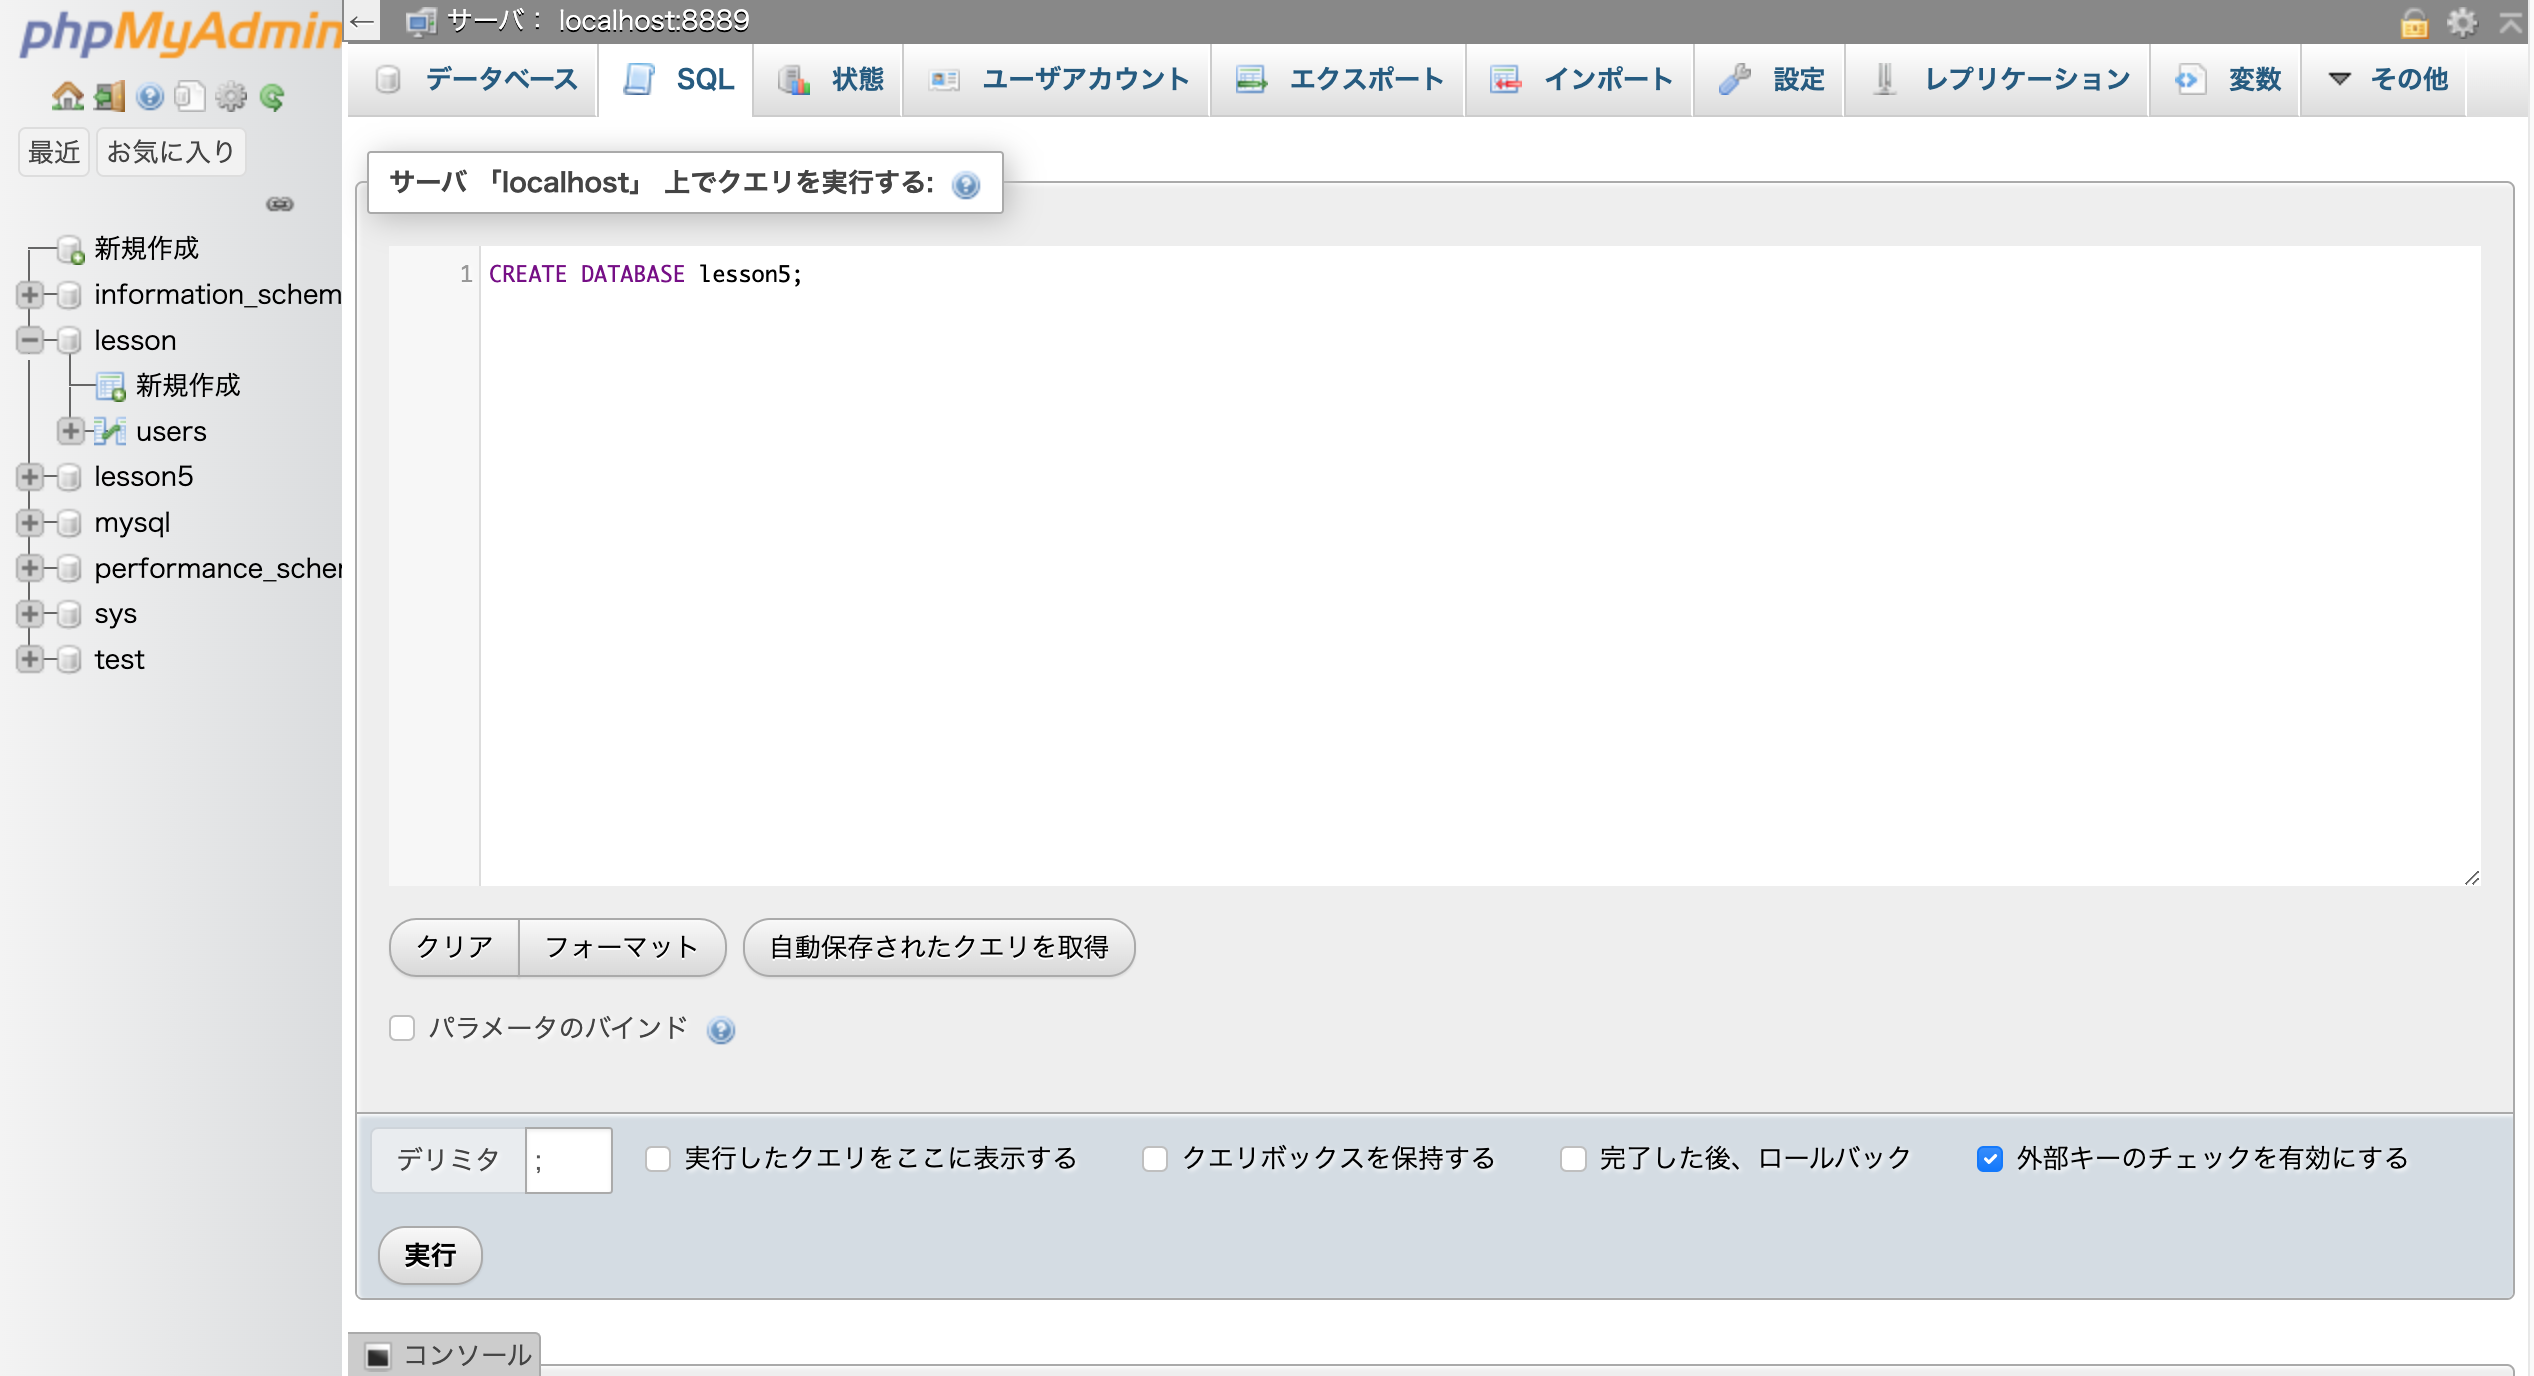 phpMyAdmin
最近 お気に入り
新規作成
information_schem
lesson
新規作成
users
lesson5
mysql
performance_scher
sys
test
← サーバ： localhost:8889
データベース SQL 状態 ユーザアカウント エクスポート インポート 設定 レプリケーション 変数 その他
サーバ 「localhost」 上でクエリを実行する:
1 CREATE DATABASE lesson5;
クリア フォーマット 自動保存されたクエリを取得
パラメータのバインド
デリミタ ; 実行したクエリをここに表示する クエリボックスを保持する 完了した後、ロールバック 外部キーのチェックを有効にする
実行
コンソール